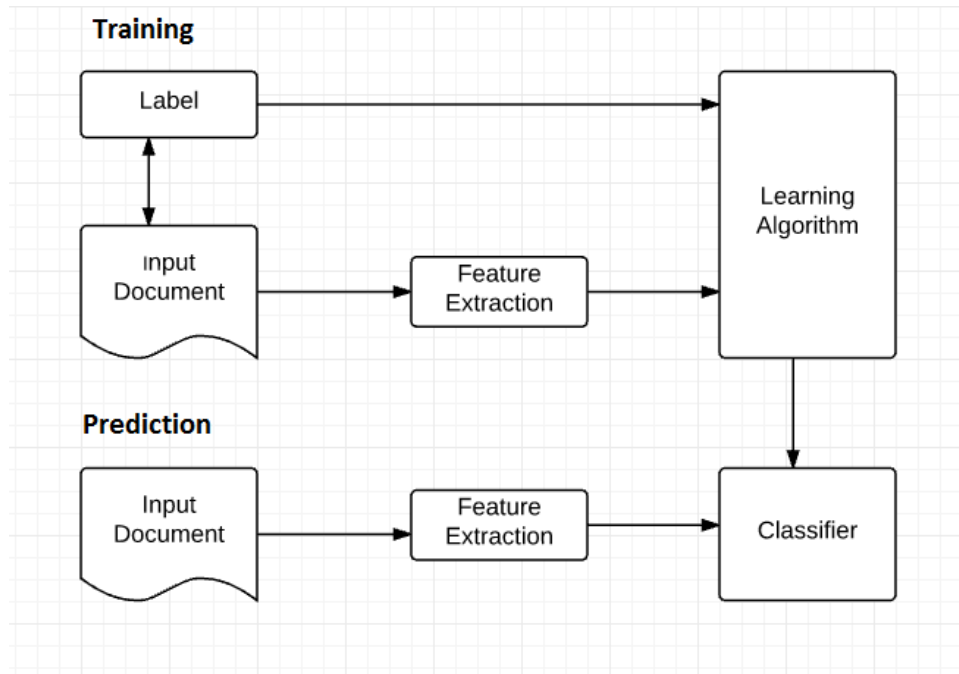 Training
Label
Learning
Algorithm
Input
Document
Feature
Extraction
Prediction
Input
Document
Feature
Extraction
Classifier